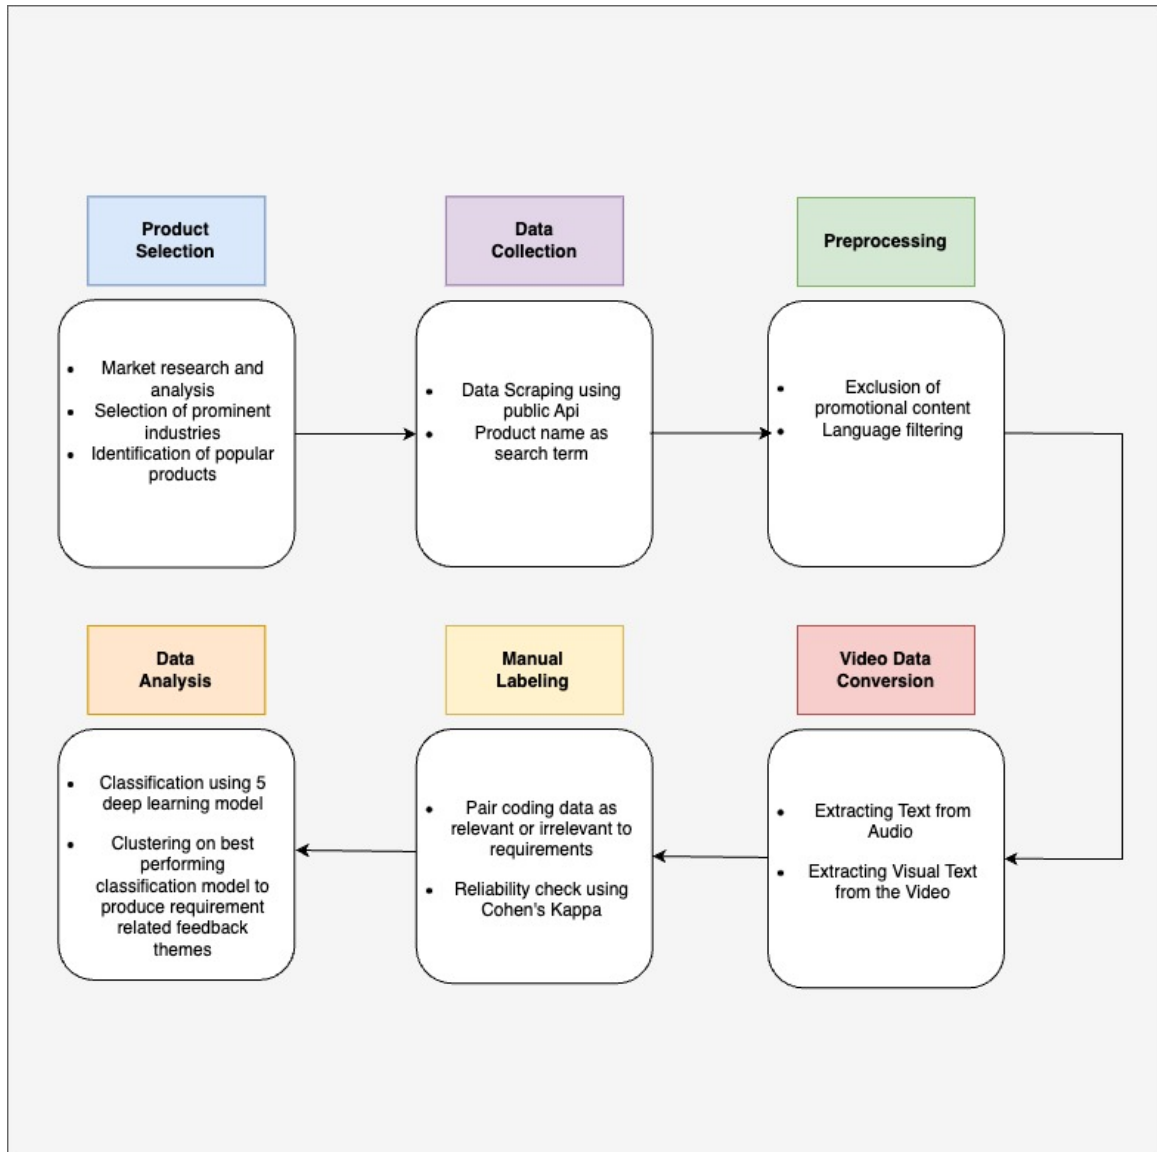 Product
Selection
Data
Collection
Preprocessing
• Market research and
analysis
• Selection of prominent
industries
• Identification of popular
products
• Data Scraping using
public Api
• Product name as
search term
• Exclusion of
promotional content
• Language filtering
Data
Analysis
Manual
Labeling
Video Data
Conversion
• Classification using 5
deep learning model
• Clustering on best
performing
classification model to
produce requirement
related feedback
themes
• Pair coding data as
relevant or irrelevant to
requirements
• Reliability check using
Cohen's Kappa
• Extracting Text from
Audio
• Extracting Visual Text
from the Video